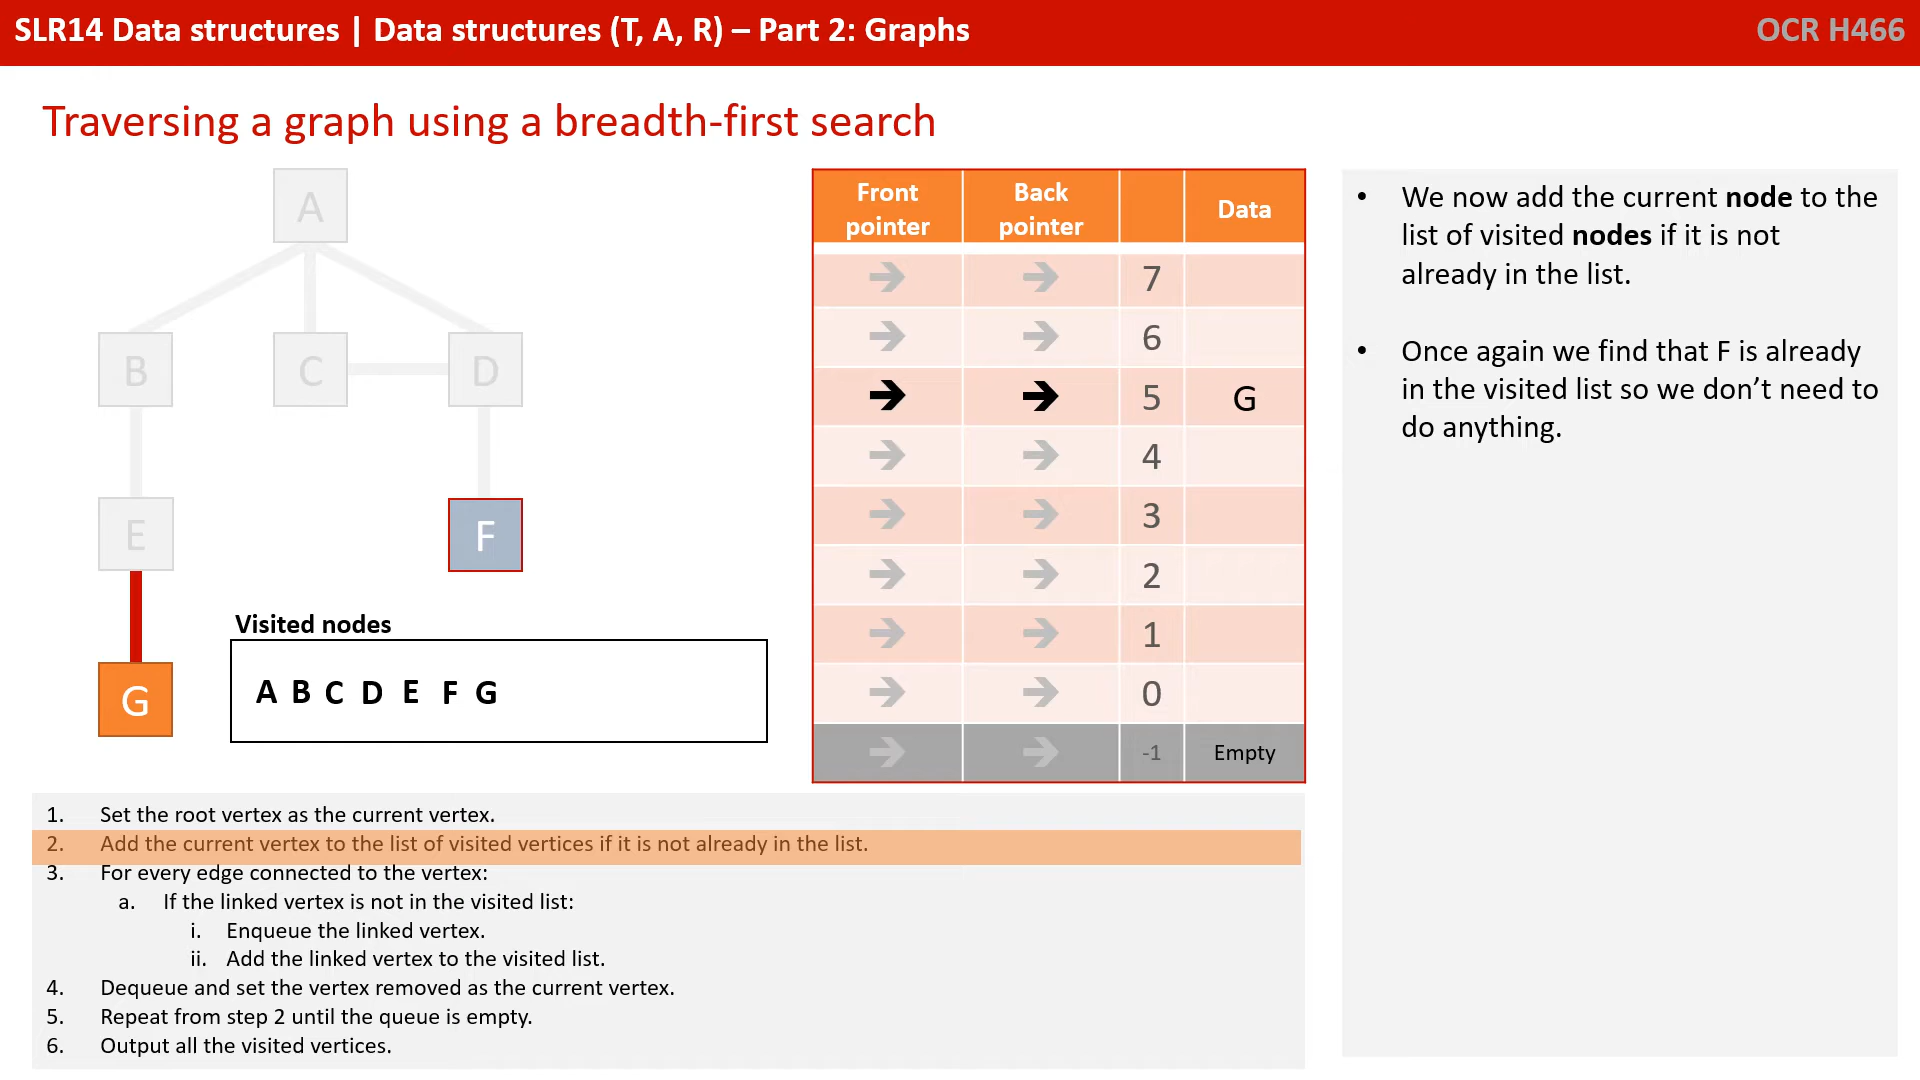 SLR14 Data structures | Data structures (T, A, R) – Part 2: Graphs
OCR H466
Traversing a graph using a breadth-first search
A
B C D
E F
G
Visited nodes
A B C D E F G
Front pointer Back pointer Data
7
6
5 G
4
3
2
1
0
-1 Empty
• We now add the current node to the
list of visited nodes if it is not
already in the list.
• Once again we find that F is already
in the visited list so we don’t need to
do anything.
1. Set the root vertex as the current vertex.
2. Add the current vertex to the list of visited vertices if it is not already in the list.
3. For every edge connected to the vertex:
a. If the linked vertex is not in the visited list:
i. Enqueue the linked vertex.
ii. Add the linked vertex to the visited list.
4. Dequeue and set the vertex removed as the current vertex.
5. Repeat from step 2 until the queue is empty.
6. Output all the visited vertices.